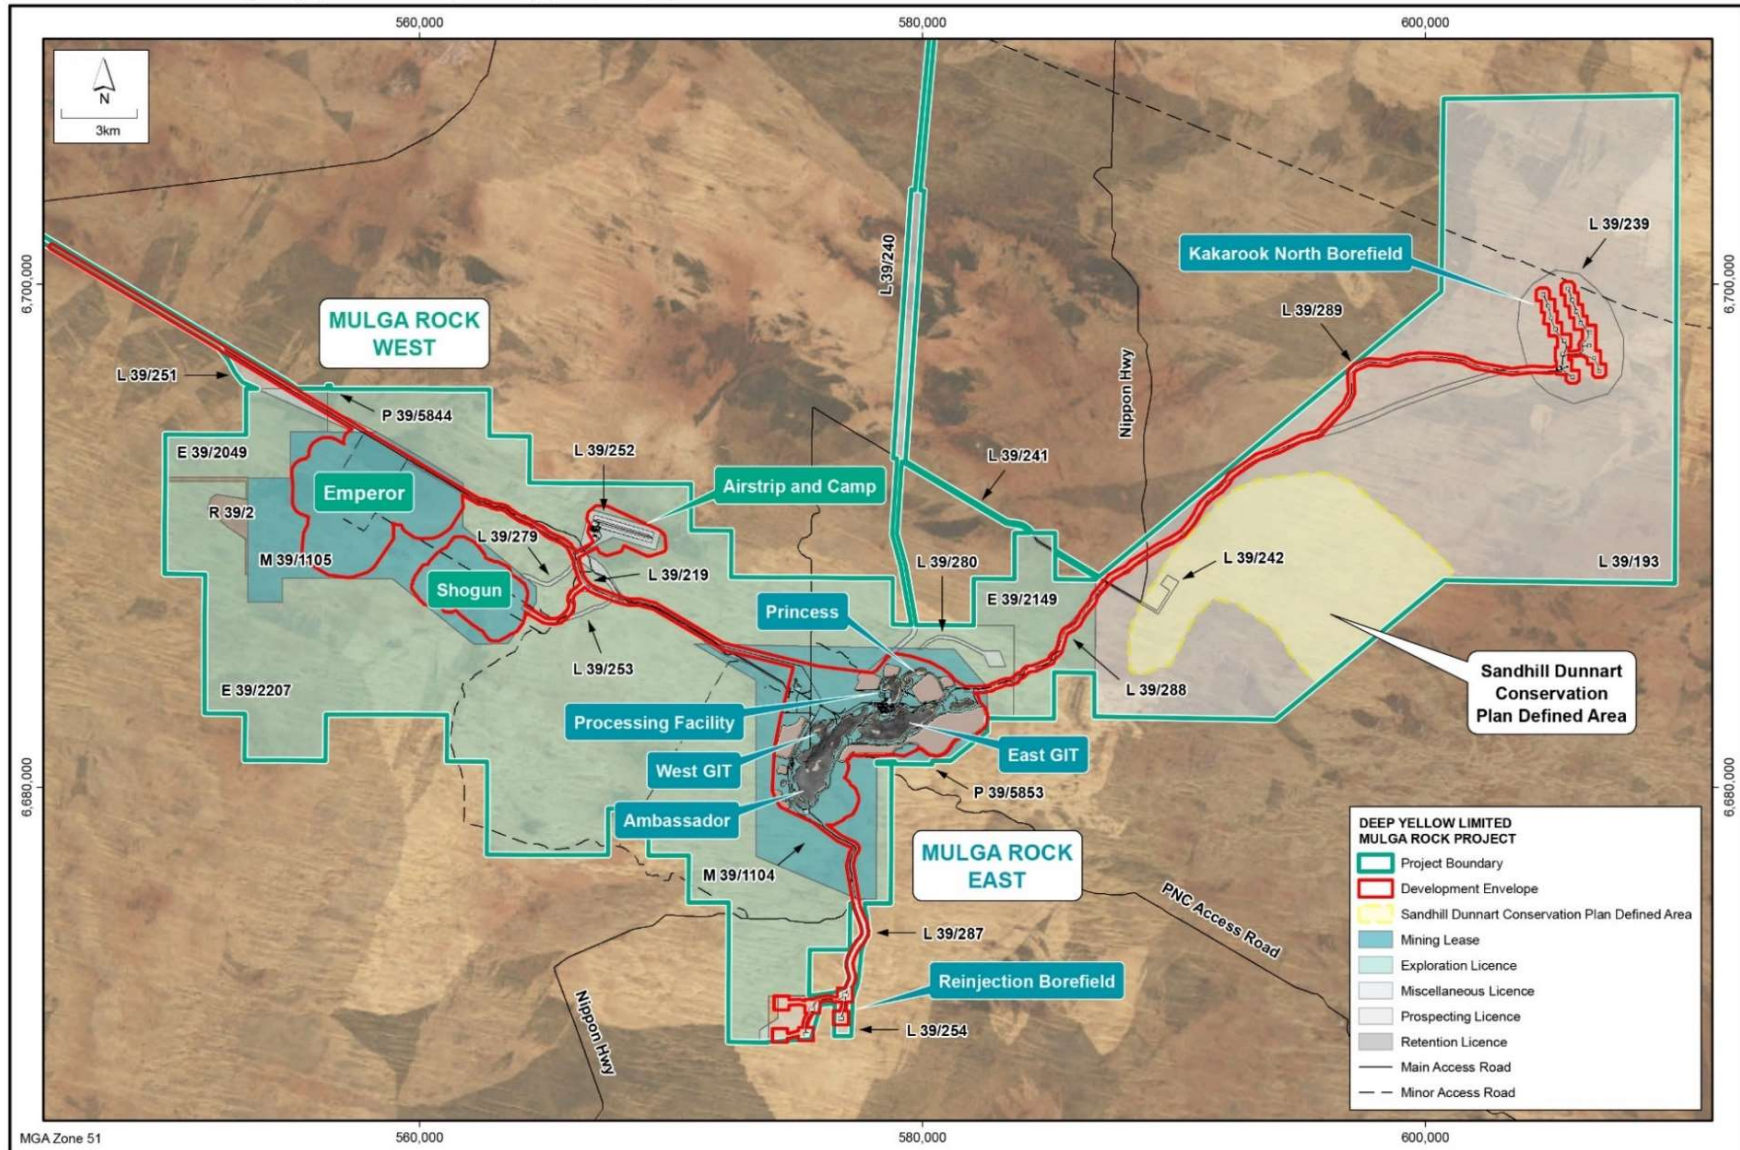 560,000
580,000
600,000
N
3km
6,700,000
6,700,000
6,680,000
6,680,000
L 39/240
L 39/239
Kakarook North Borefield
L 39/289
MULGA ROCK
WEST
L 39/251
P 39/5844
Nippon Hwy
E 39/2049
L 39/252
L 39/241
Airstrip and Camp
Emperor
R 39/2
L 39/279
M 39/1105
L 39/280
L 39/242
L 39/219
L 39/193
Shogun
E 39/2149
Princess
L 39/253
Sandhill Dunnart
Conservation
Plan Defined Area
E 39/2207
L 39/288
Processing Facility
West GIT
East GIT
P 39/5853
Ambassador
MULGA ROCK
EAST
M 39/1104
PNC Access Road
L 39/287
Reinjection Borefield
L 39/254
Nippon Hwy
DEEP YELLOW LIMITED
MULGA ROCK PROJECT
Project Boundary
Development Envelope
Sandhill Dunnart Conservation Plan Defined Area
Mining Lease
Exploration Licence
Miscellaneous Licence
Prospecting Licence
Retention Licence
Main Access Road
Minor Access Road
MGA Zone 51
560,000
580,000
600,000